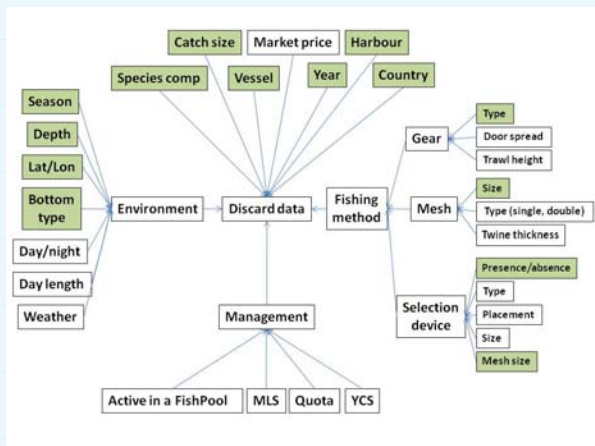 Catch size
Market price
Harbour
Species comp
Vessel
Year
Country
Season
Depth
Lat/Lon
Bottom
type
Day/night
Day length
Weather
Environment
Discard data
Fishing
method
Gear
Type
Door spread
Trawl height
Mesh
Size
Type (single, double)
Twine thickness
Selection
device
Presence/absence
Type
Placement
Size
Mesh size
Management
Active in a FishPool
MLS
Quota
YCS